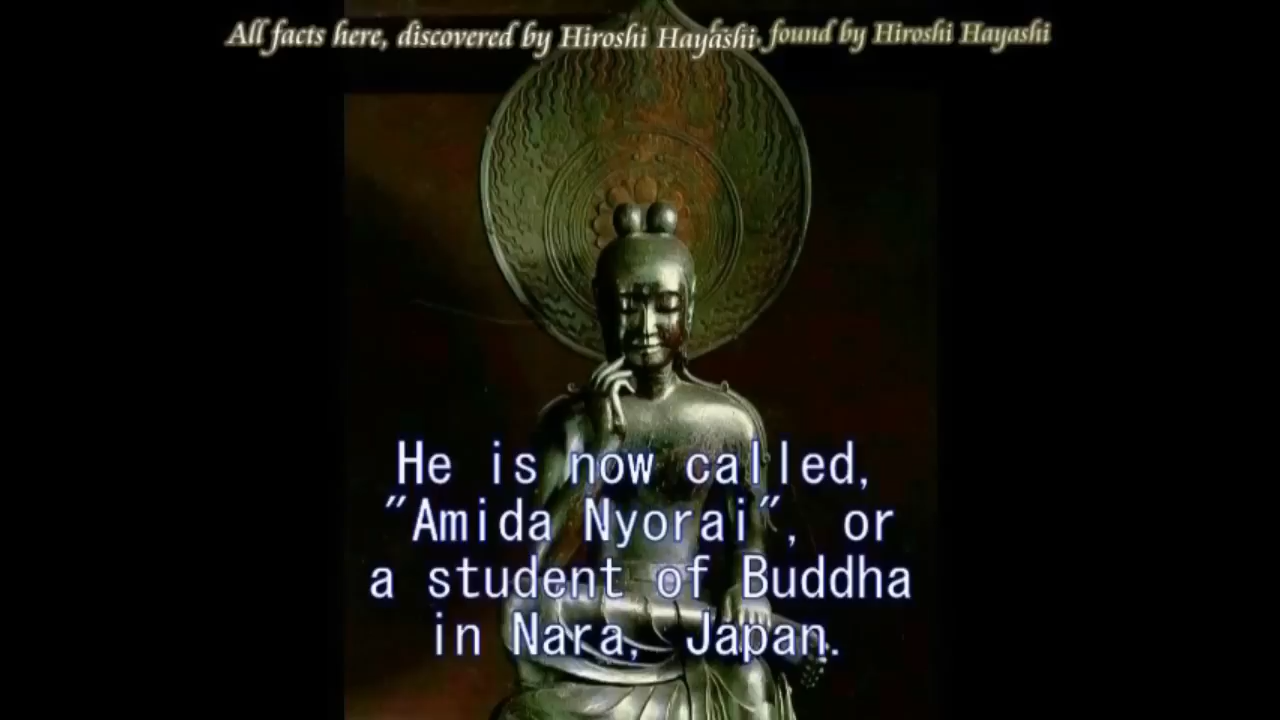 All facts here, discovered by Hiroshi Hayashi, found by Hiroshi Hayashi
He is now called,
"Amida Nyorai", or
a student of Buddha
in Nara, Japan.